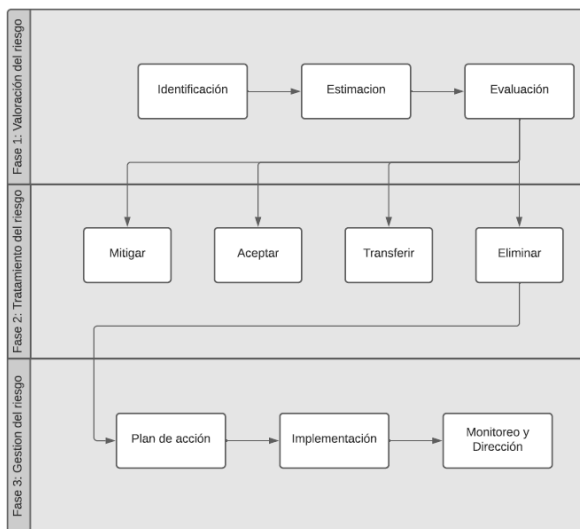 Fase 1: Valoración del riesgo
Identificación
Estimacion
Evaluación
Fase 2: Tratamiento del riesgo
Mitigar
Aceptar
Transferir
Eliminar
Fase 3: Gestion del riesgo
Plan de acción
Implementación
Monitoreo y
Dirección